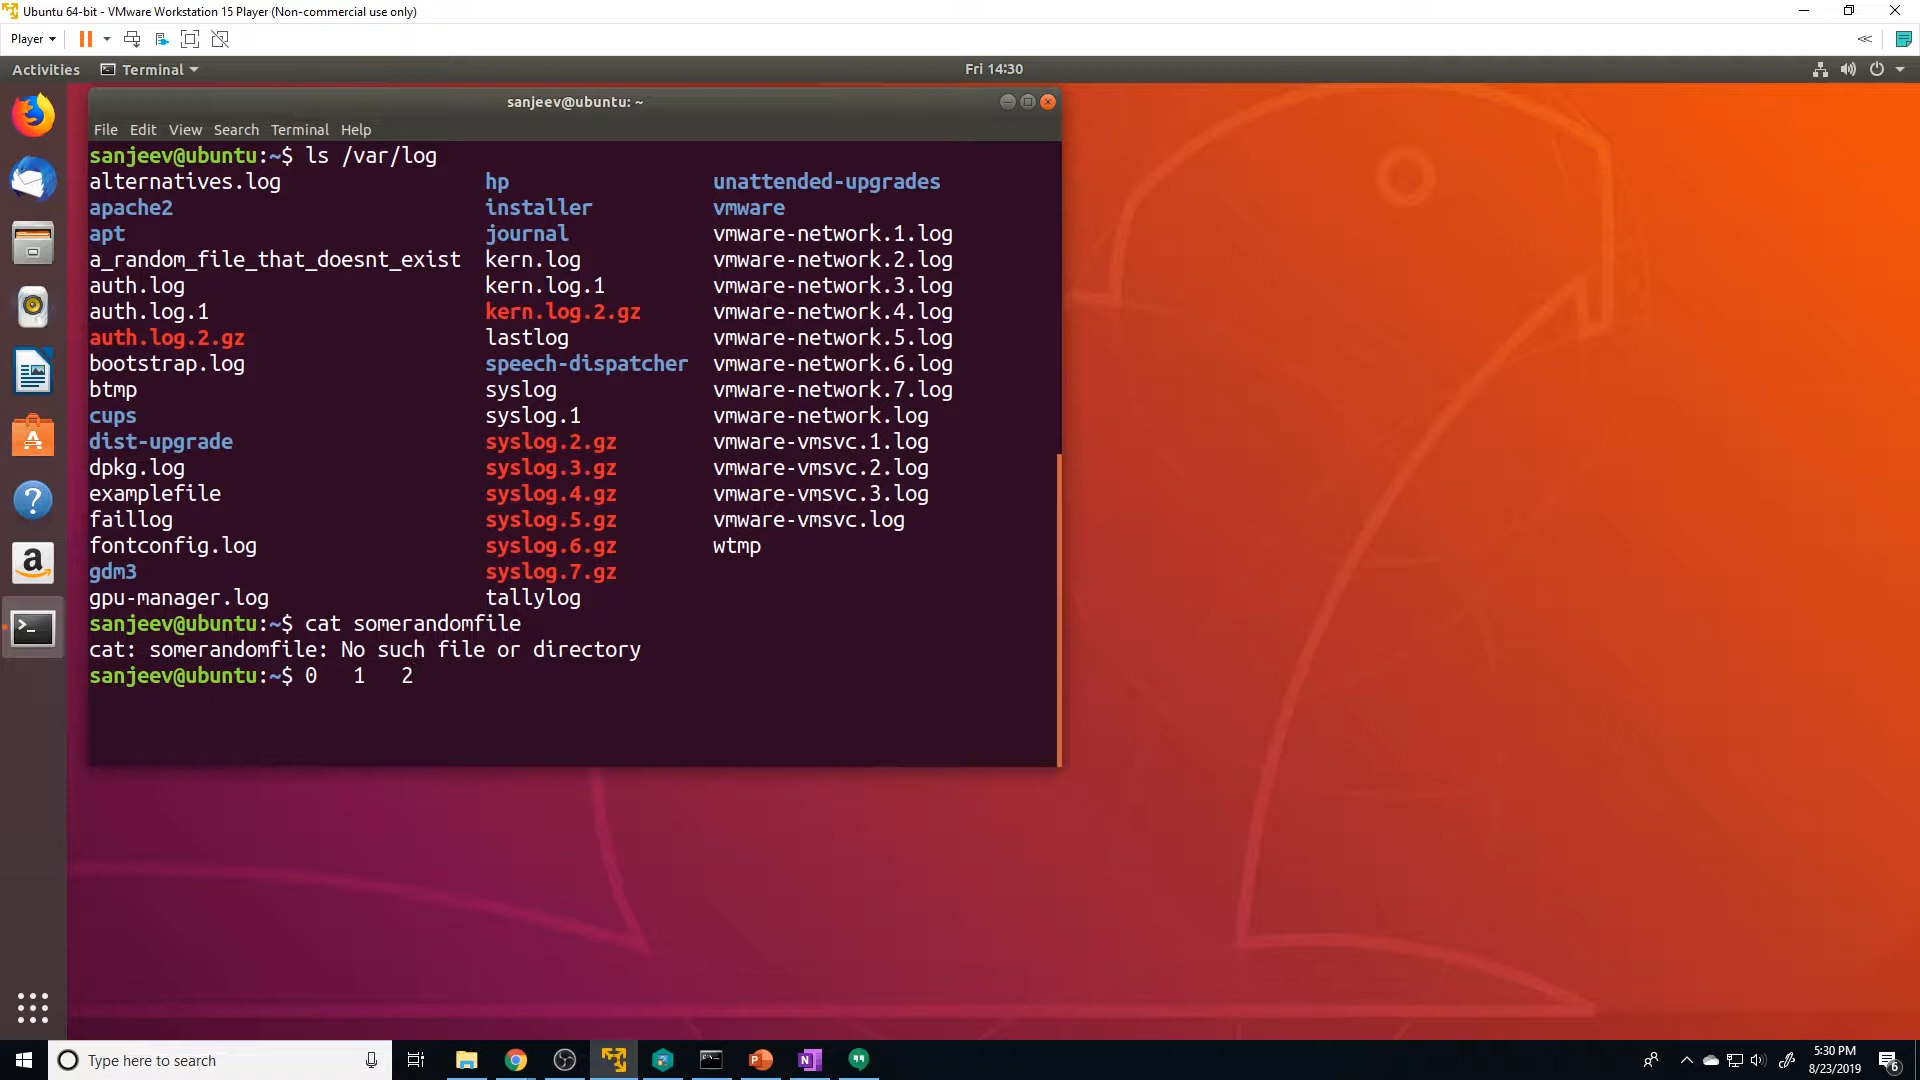 Ubuntu 64-bit - VMware Workstation 15 Player (Non-commercial use only)
Player
Activities Terminal Fri 14:30
sanjeev@ubuntu: ~
File Edit View Search Terminal Help
sanjeev@ubuntu:~$ ls /var/log
alternatives.log hp unattended-upgrades
apache2 installer vmware
apt journal vmware-network.1.log
a_random_file_that_doesnt_exist kern.log vmware-network.2.log
auth.log kern.log.1 vmware-network.3.log
auth.log.1 kern.log.2.gz vmware-network.4.log
auth.log.2.gz lastlog vmware-network.5.log
bootstrap.log speech-dispatcher vmware-network.6.log
btmp syslog vmware-network.7.log
cups syslog.1 vmware-network.log
dist-upgrade syslog.2.gz vmware-vmsvc.1.log
dpkg.log syslog.3.gz vmware-vmsvc.2.log
examplefile syslog.4.gz vmware-vmsvc.3.log
faillog syslog.5.gz vmware-vmsvc.log
fontconfig.log syslog.6.gz wtmp
gdm3 syslog.7.gz
gpu-manager.log tallylog
sanjeev@ubuntu:~$ cat somerandomfile
cat: somerandomfile: No such file or directory
sanjeev@ubuntu:~$ 0 1 2
Type here to search
5:30 PM
8/23/2019
6